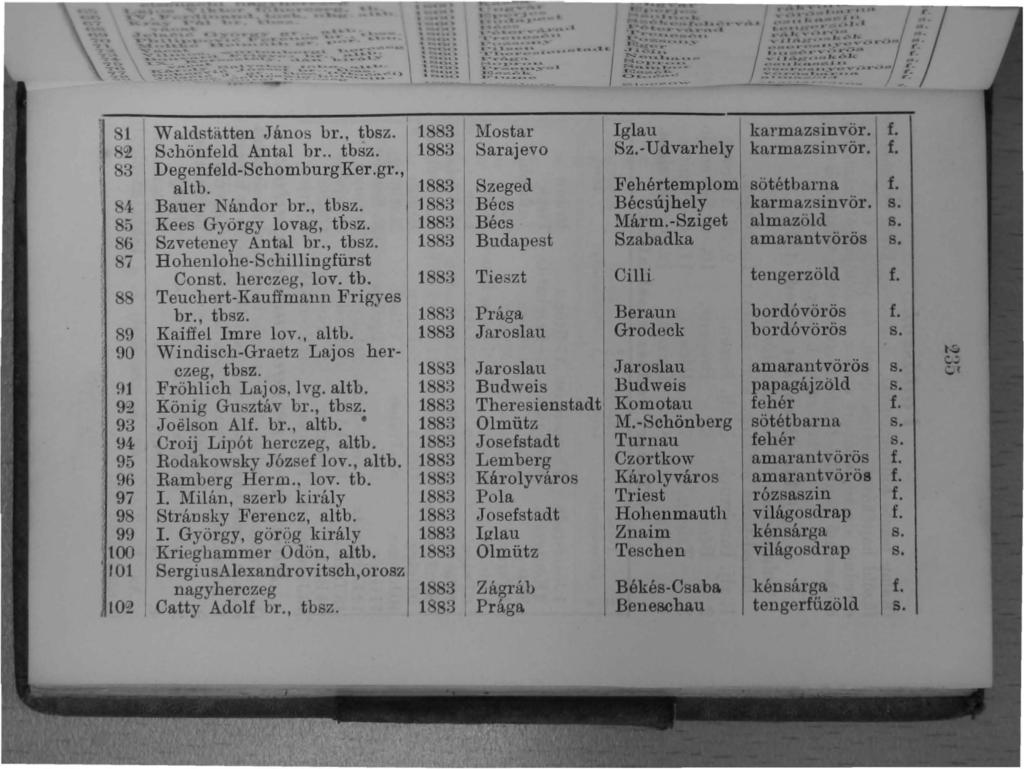 81 Waldstätten János br., tbsz. 1883 Mostar Iglau karmazsinvör. f.
82 Schönfeld Antal br.. tbsz. 1883 Sarajevo Sz.-Udvarhely karmazsinvör. f.
83 Degenfeld-SchomburgKer.gr.,
altb. 1883 Szeged Fehértemplom sötétbarna f.
84 Bauer Nándor br., tbsz. 1883 Bécs Bécsújhely karmazsinvör. s.
85 Kees György lovag, tbsz. 1883 Bécs Márm.-Sziget almazöld s.
86 Szveteney Antal br., tbsz. 1883 Budapest Szabadka amarantvörös s.
87 Hohenlohe-Schillingfürst
Const. herczeg, lov. tb. 1883 Tieszt Cilli tengerzöld f.
88 Teuchert-Kauffmann Frigyes
br., tbsz. 1883 Prága Beraun bordóvörös f.
89 Kaiffel Imre lov., altb. 1883 Jaroslau Grodeck bordóvörös s.
90 Windisch-Graetz Lajos her-
czeg, tbsz. 1883 Jaroslau Jaroslau amarantvörös s.
91 Fröhlich Lajos, lvg. altb. 1883 Budweis Budweis papagájzöld s.
92 König Gusztáv br., tbsz. 1883 Theresienstadt Komotau fehér f.
93 Joëlson Alf. br., altb. 1883 Olmütz M.-Schönberg sötétbarna s.
94 Croij Lipót herczeg, altb. 1883 Josefstadt Turnau fehér s.
95 Rodakowsky József lov., altb. 1883 Lemberg Czortkow amarantvörös f.
96 Ramberg Herm., lov. tb. 1883 Károlyváros Károlyváros amarantvörös f.
97 I. Milán, szerb király 1883 Pola Triest rózsaszin f.
98 Stránsky Ferencz, altb. 1883 Josefstadt Hohenmauth világosdrap f.
99 I. György, görög király 1883 Iglau Znaim kénsárga s.
100 Krieghammer Ödön, altb. 1883 Olmütz Teschen világosdrap s.
101 SergiusAlexandrovitsch,orosz
nagyherczeg 1883 Zágráb Békés-Csaba kénsárga f.
102 Catty Adolf br., tbsz. 1883 Prága Beneschau tengerfűzöld s.
235